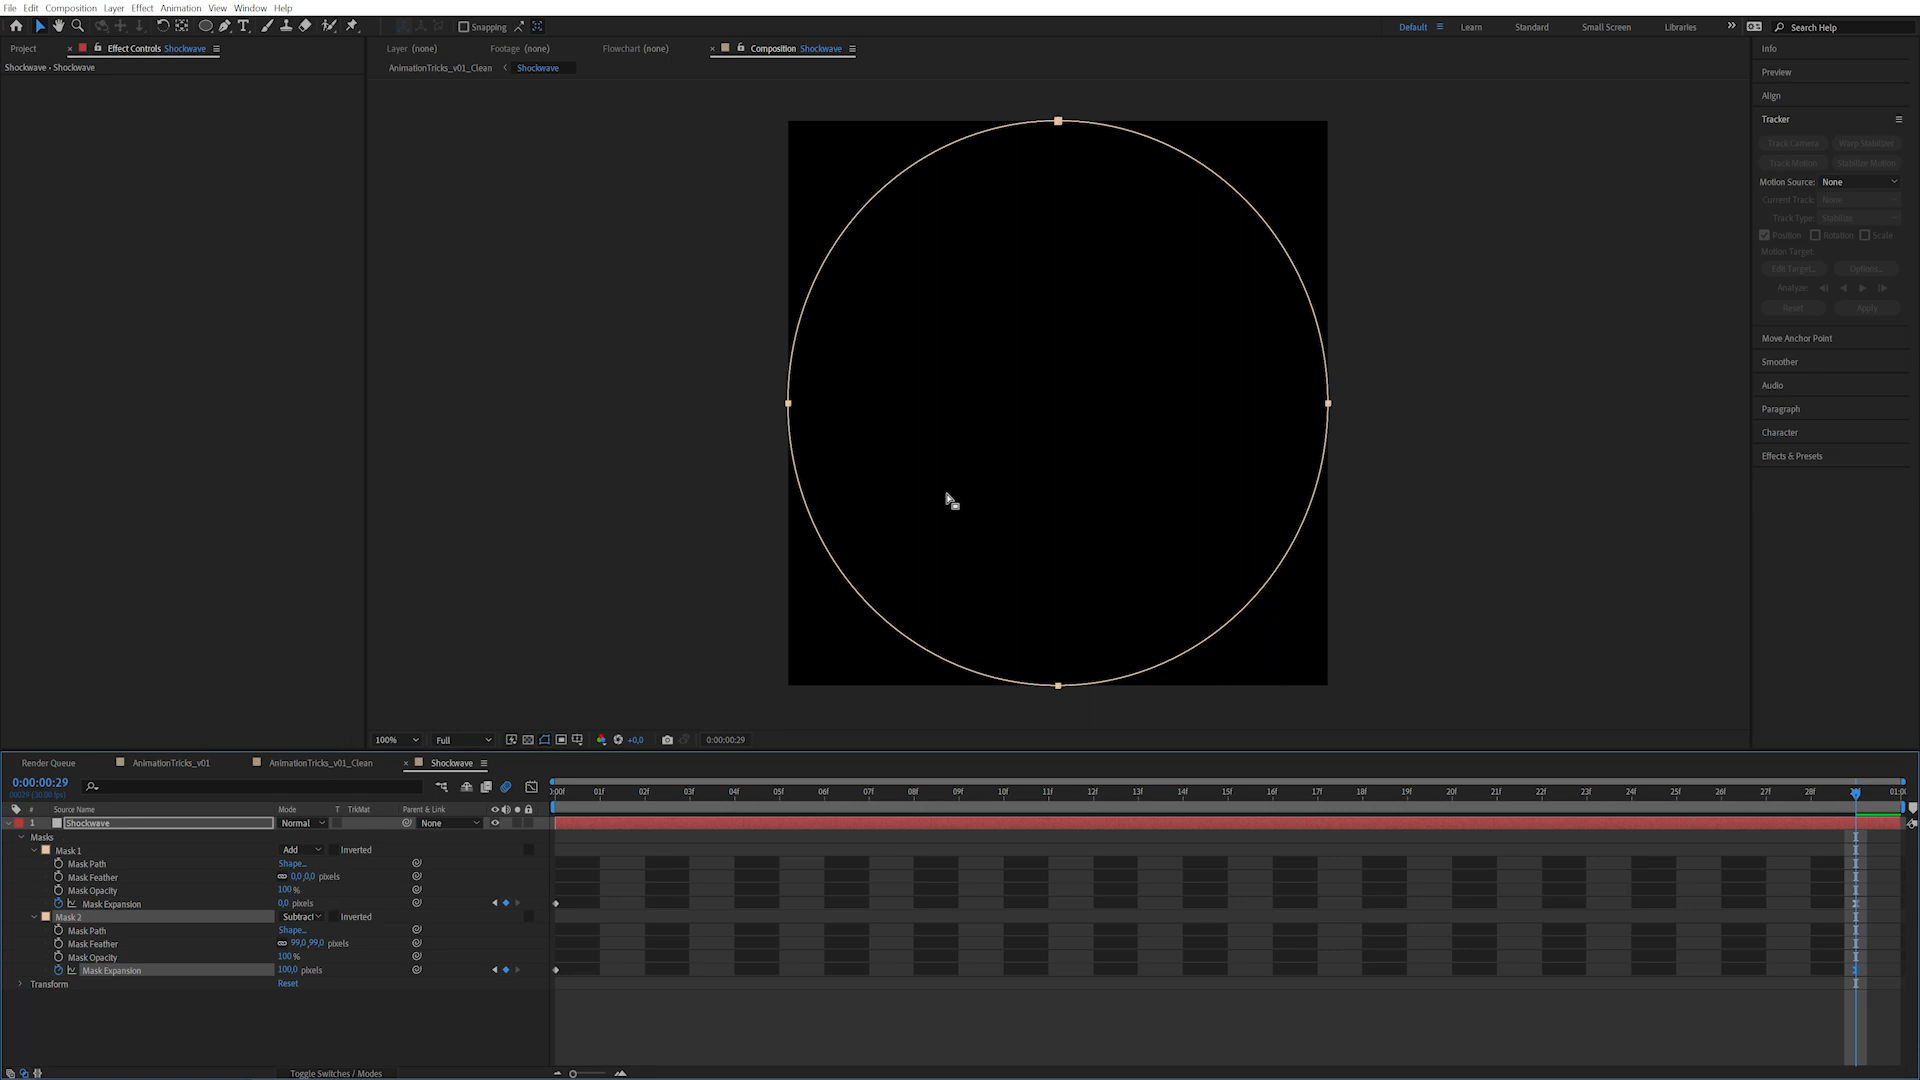 File Edit Composition Layer Effect Animation View Window Help
Snapping
Default Learn Standard Small Screen Libraries Search Help
Project Effect Controls Shockwave
Shockwave • Shockwave
Layer (none) Footage (none) Flowchart (none) Composition Shockwave
AnimationTricks_v01_Clean Shockwave
Info
Preview
Align
Tracker
Track Camera Warp Stabilizer
Track Motion Stabilize Motion
Motion Source: None
Current Track: None
Track Type: Stabilize
Position Rotation Scale
Motion Target:
Edit Target... Options...
Analyze:
Reset Apply
Move Anchor Point
Smoother
Audio
Paragraph
Character
Effects & Presets
100% Full +0,0 0:00:00:29
Render Queue AnimationTricks_v01 AnimationTricks_v01_Clean Shockwave
0:00:00:29
00029 (30.00 fps)
# Source Name Mode T TrkMat Parent & Link
:00f 01f 02f 03f 04f 05f 06f 07f 08f 09f 10f 11f 12f 13f 14f 15f 16f 17f 18f 19f 20f 21f 22f 23f 24f 25f 26f 27f 28f 01:00
1 Shockwave Normal None
Masks
Mask 1 Add Inverted
Mask Path Shape...
Mask Feather 0,0,0,0 pixels
Mask Opacity 100 %
Mask Expansion 0,0 pixels
Mask 2 Subtract Inverted
Mask Path Shape...
Mask Feather 99,0,99,0 pixels
Mask Opacity 100 %
Mask Expansion 100,0 pixels
Transform Reset
Toggle Switches / Modes